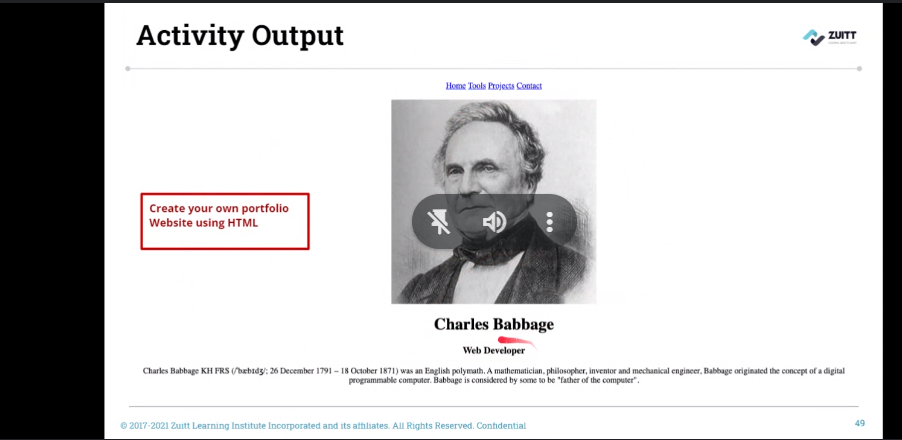 Activity Output
ZUITT
Home Tools Projects Contact
Create your own portfolio
Website using HTML
Charles Babbage
Web Developer
Charles Babbage KH FRS (/ˈbæbɪdʒ/; 26 December 1791 – 18 October 1871) was an English polymath. A mathematician, philosopher, inventor and mechanical engineer, Babbage originated the concept of a digital
programmable computer. Babbage is considered by some to be "father of the computer".
© 2017-2021 Zuitt Learning Institute Incorporated and its affiliates. All Rights Reserved. Confidential
49